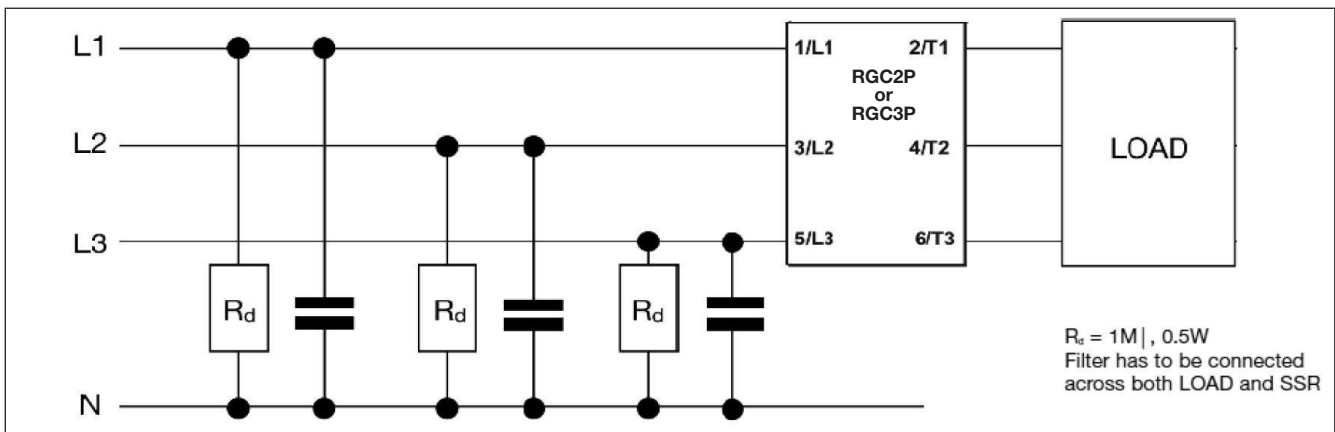 L1
1/L1 2/T1
RGC2P
or
RGC3P
L2
3/L2 4/T2
LOAD
L3
5/L3 6/T3
Rd Rd Rd
Rd = 1M| , 0.5W
Filter has to be connected
across both LOAD and SSR
N